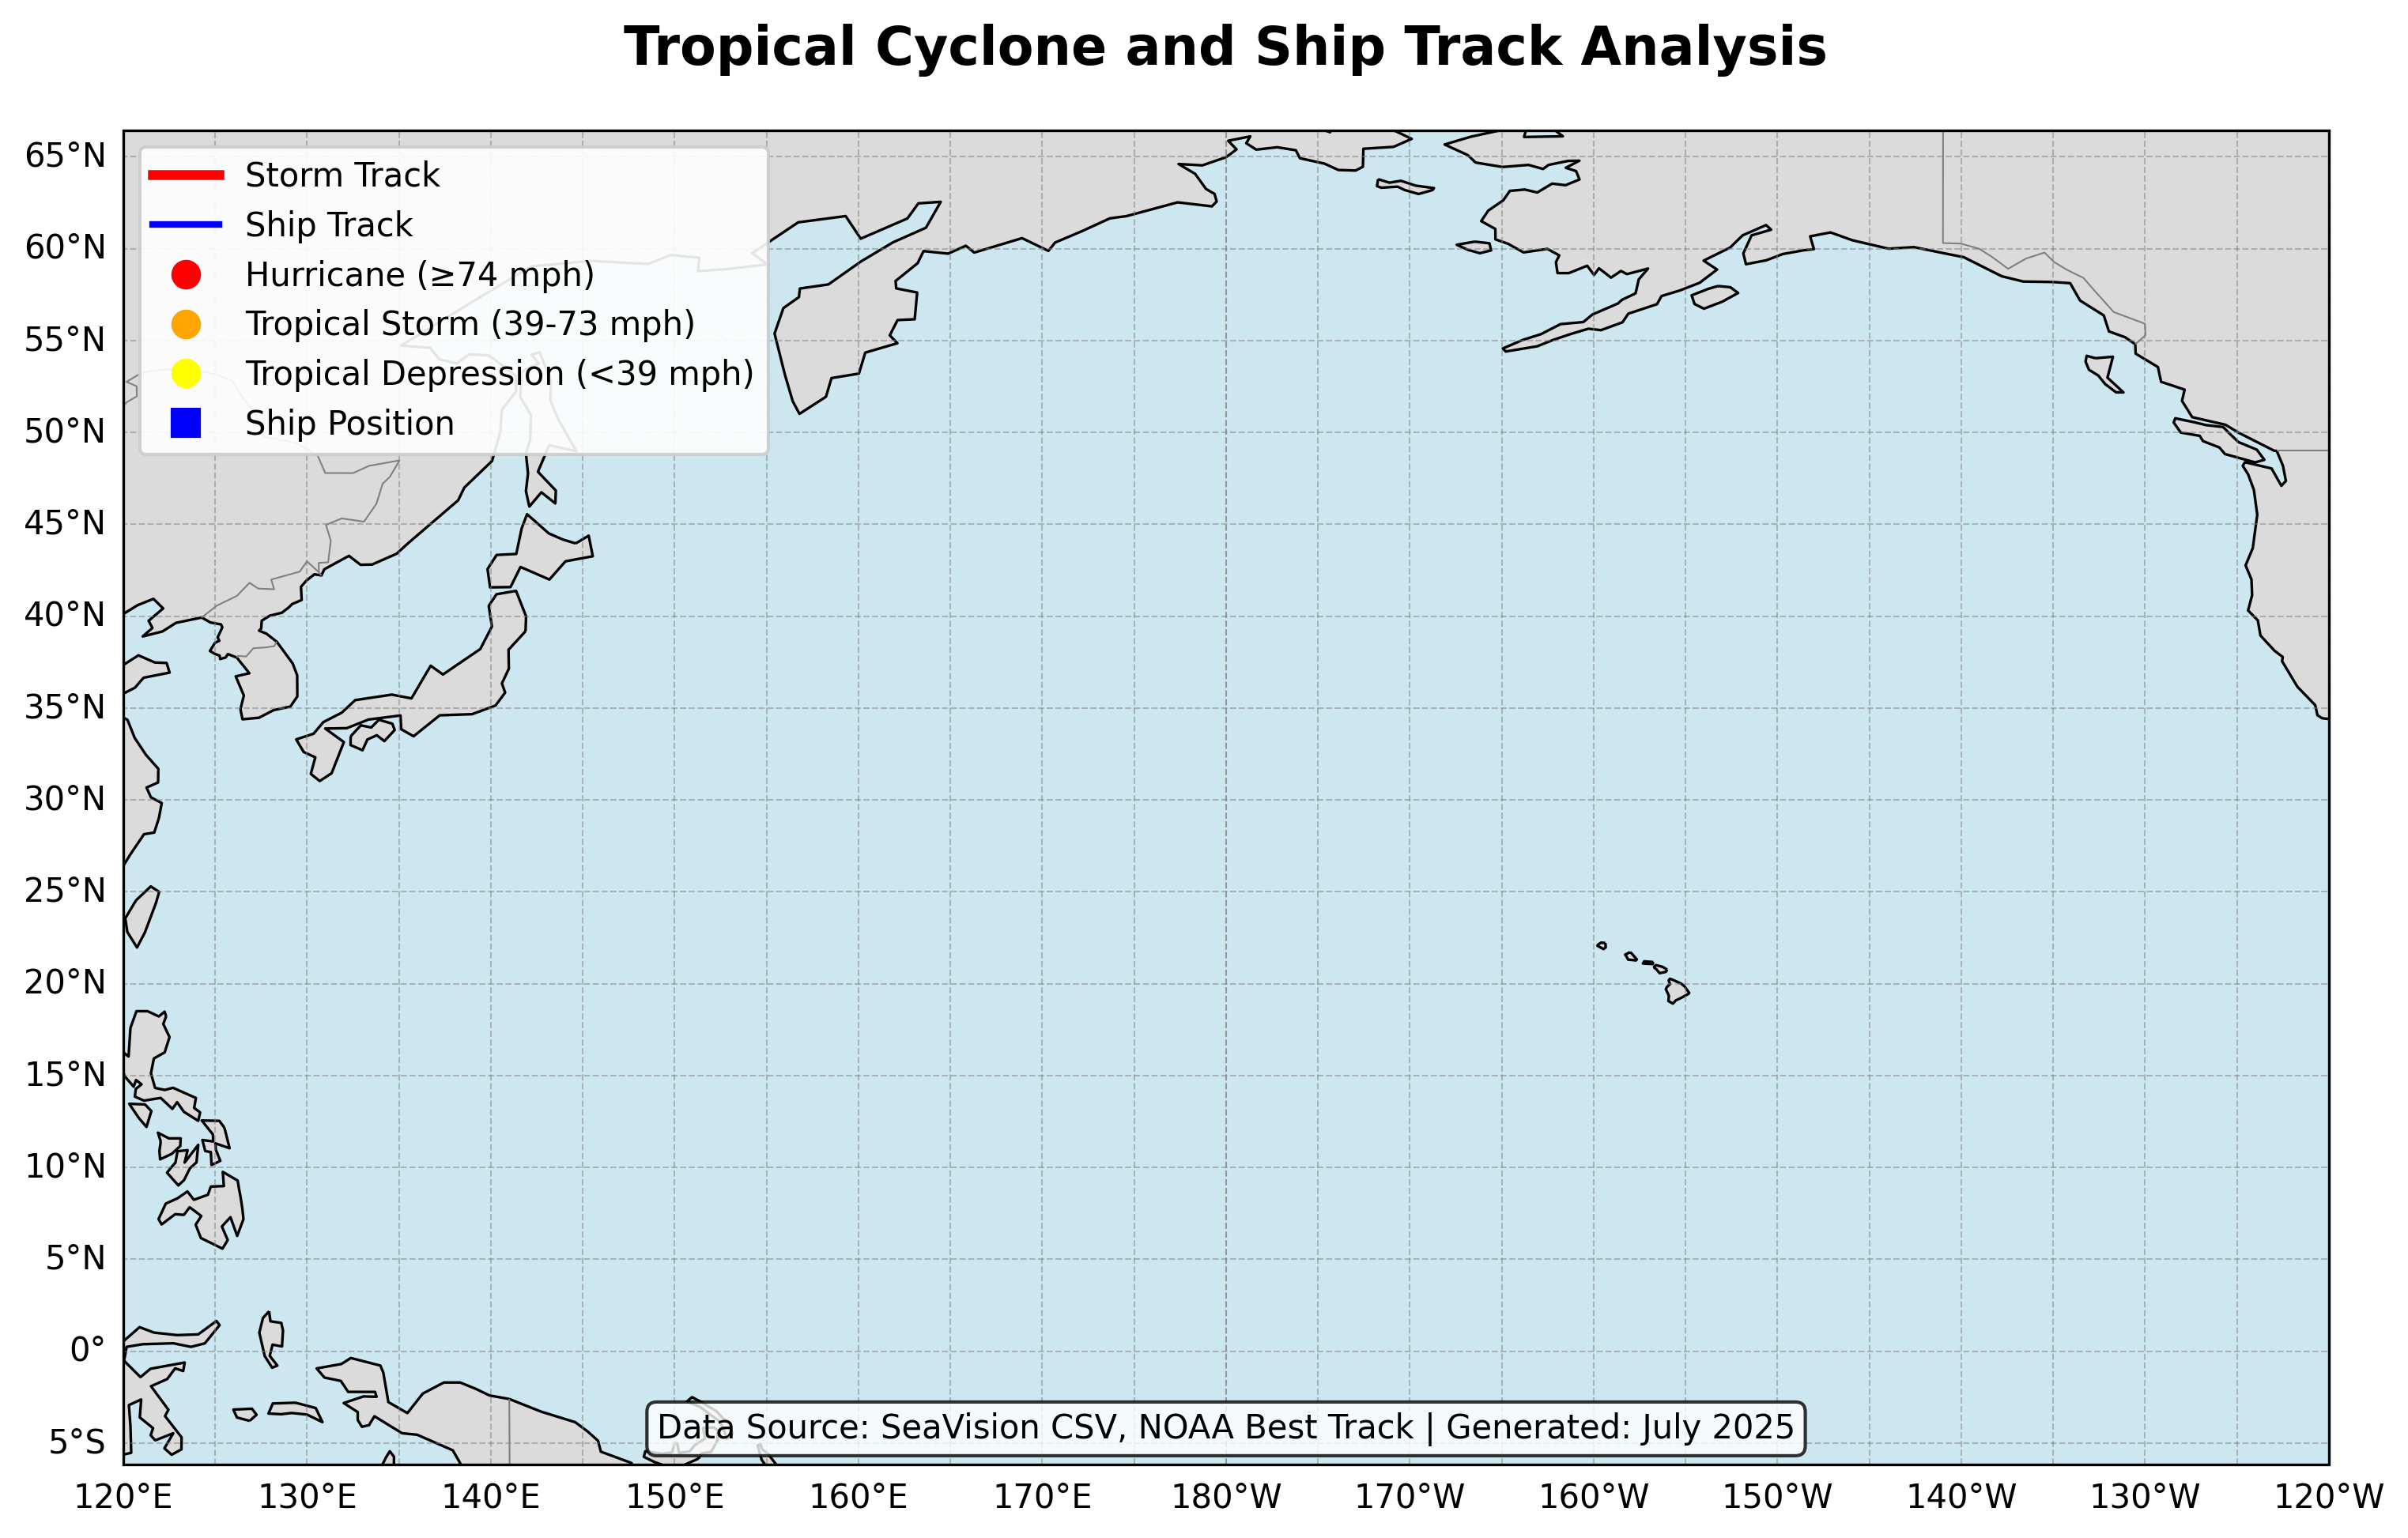 Tropical Cyclone and Ship Track Analysis
Storm Track
Ship Track
Hurricane (≥74 mph)
Tropical Storm (39-73 mph)
Tropical Depression (<39 mph)
Ship Position
65°N
60°N
55°N
50°N
45°N
40°N
35°N
30°N
25°N
20°N
15°N
10°N
5°N
0°
5°S
Data Source: SeaVision CSV, NOAA Best Track | Generated: July 2025
120°E 130°E 140°E 150°E 160°E 170°E 180°W 170°W 160°W 150°W 140°W 130°W 120°W